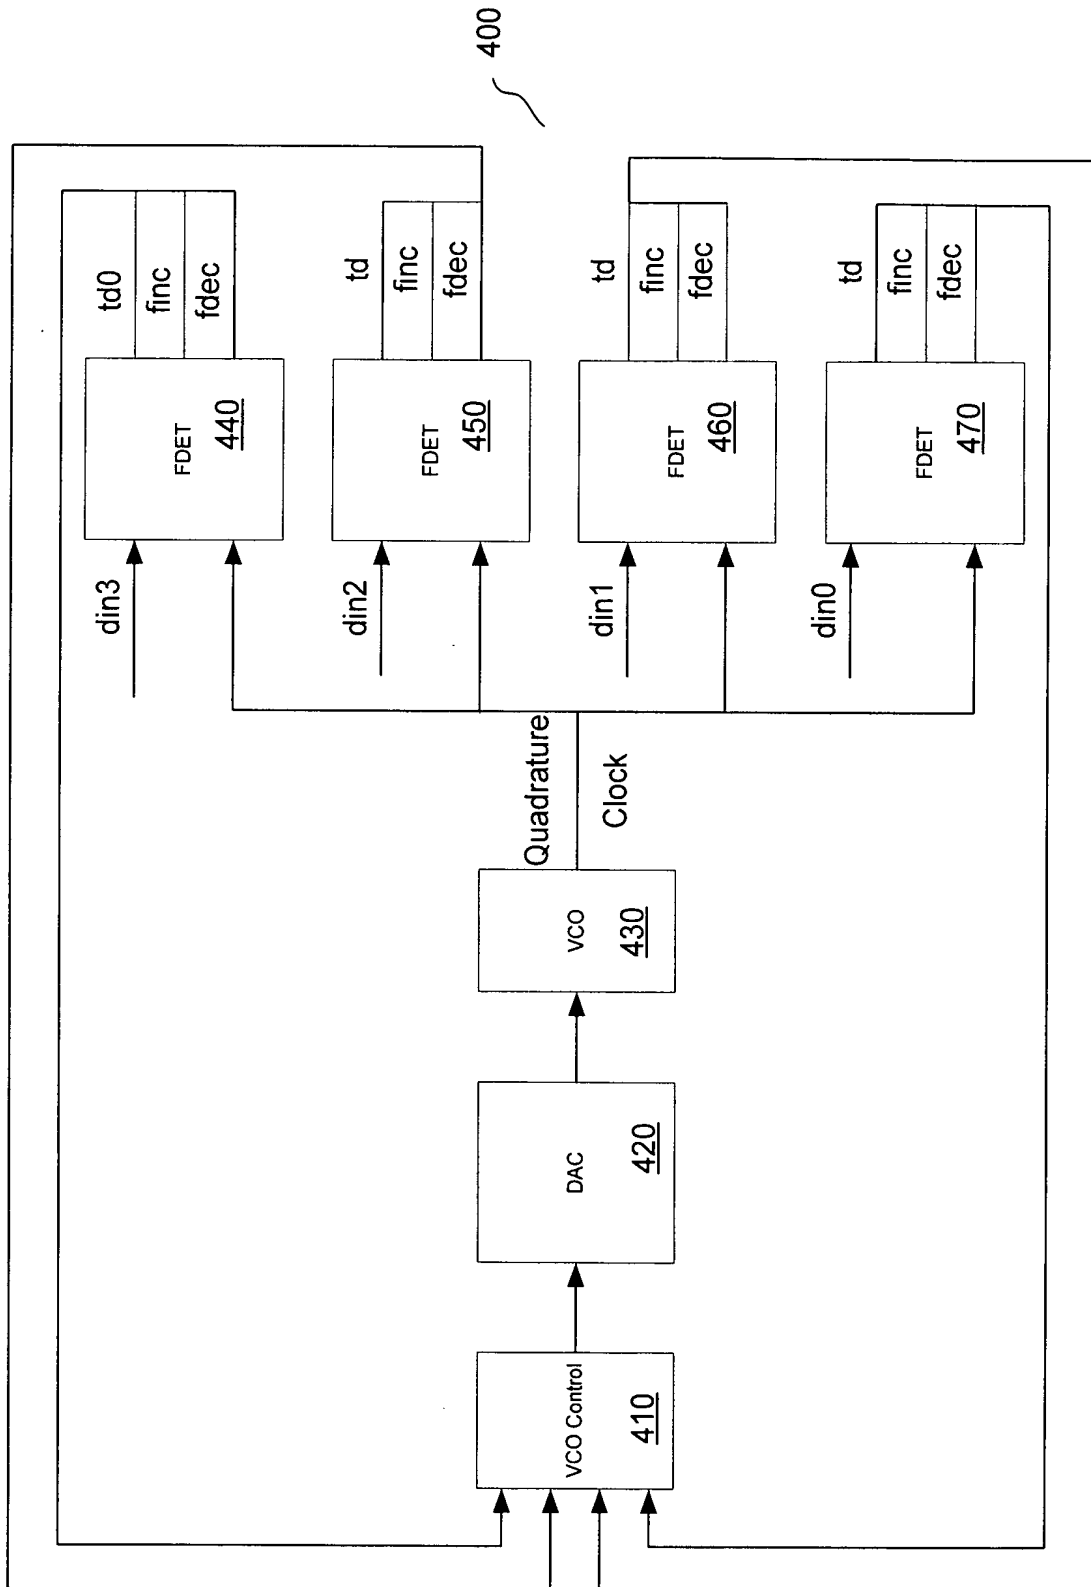 400
td0
finc
fdec
FDET
440
din3
td
finc
fdec
FDET
450
din2
td
finc
fdec
FDET
460
din1
td
finc
fdec
FDET
470
din0
Quadrature
Clock
VCO
430
DAC
420
VCO Control
410